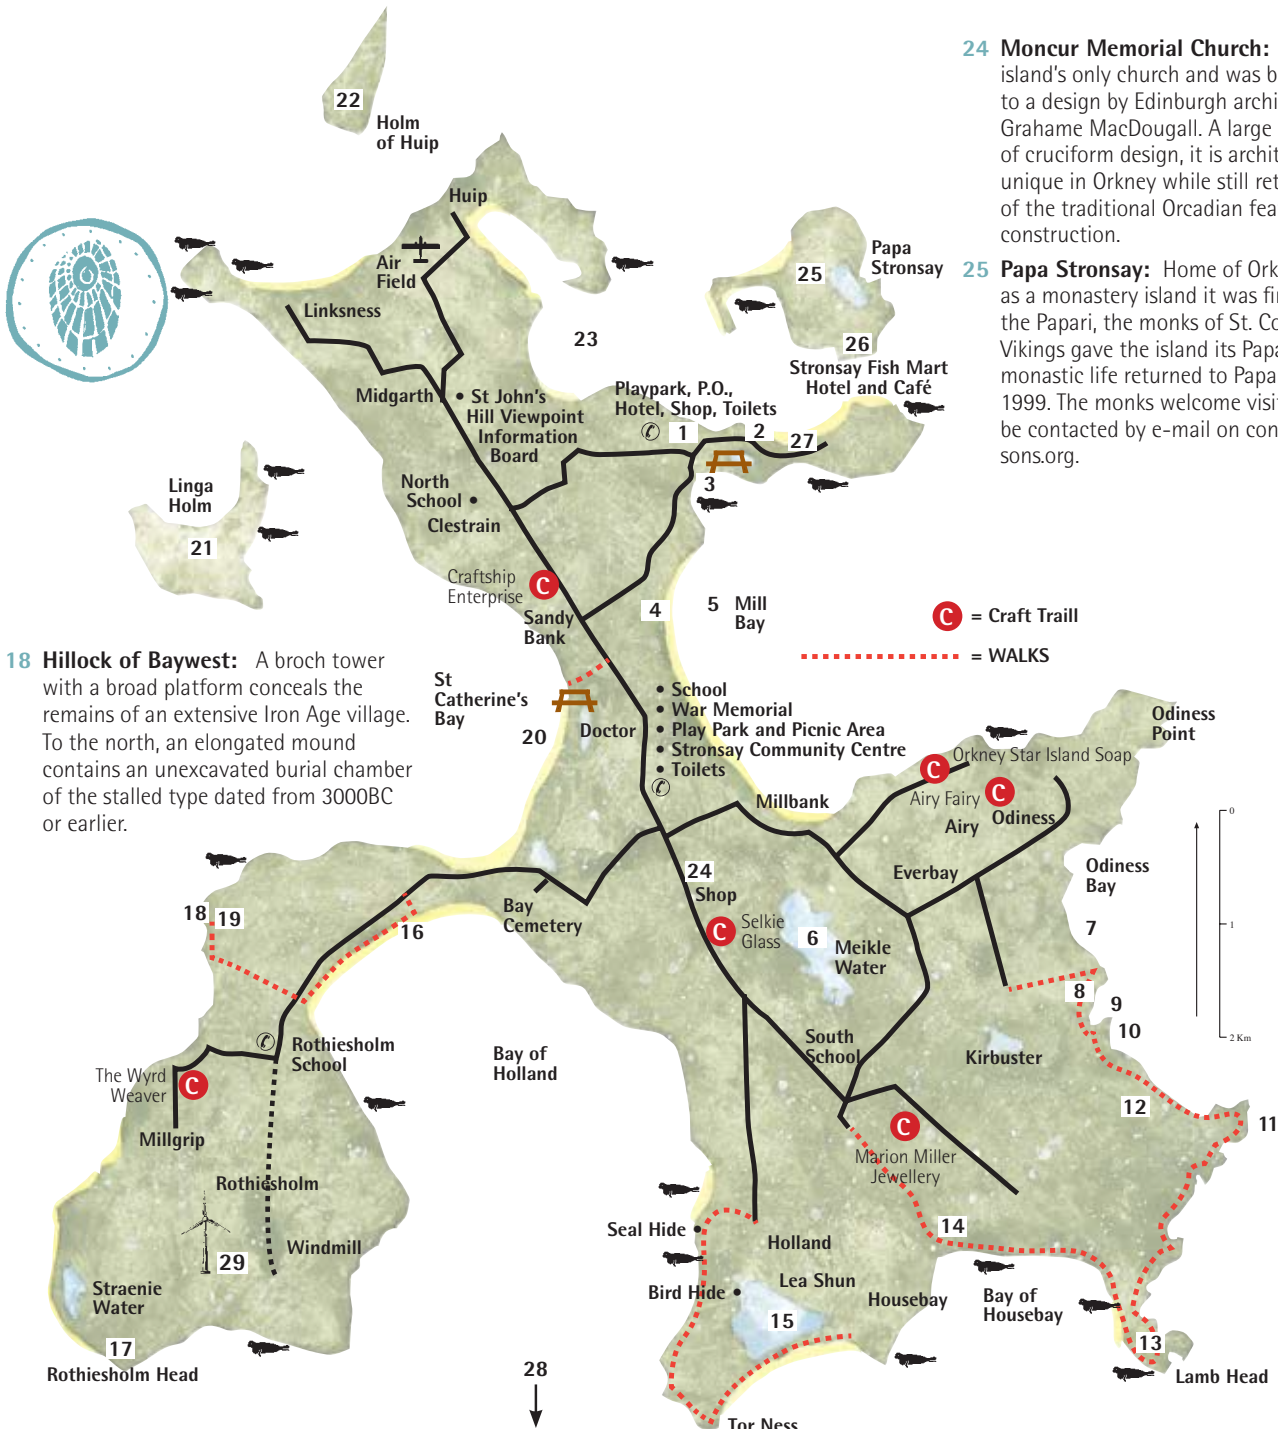 24 Moncur Memorial Church:
island's only church and was b
to a design by Edinburgh archi
Grahame MacDougall. A large
of cruciform design, it is archit
unique in Orkney while still ret
of the traditional Orcadian fea
construction.
25 Papa Stronsay: Home of Ork
as a monastery island it was fir
the Papari, the monks of St. Co
Vikings gave the island its Papa
monastic life returned to Papa
1999. The monks welcome visit
be contacted by e-mail on con
sons.org.
22
Holm
of Huip
Huip
Air
Field
Linksness
Papa
Stronsay
25
26
23
Stronsay Fish Mart
Hotel and Café
Midgarth
St John's
Hill Viewpoint
Information
Board
Playpark, P.O.,
Hotel, Shop, Toilets
1
2
27
3
North
School
Clestrain
Linga
Holm
21
Craftship
Enterprise
C
Sandy
Bank
4
5 Mill
Bay
C = Craft Traill
= WALKS
18 Hillock of Baywest: A broch tower
with a broad platform conceals the
remains of an extensive Iron Age village.
To the north, an elongated mound
contains an unexcavated burial chamber
of the stalled type dated from 3000BC
or earlier.
St
Catherine's
Bay
20
Doctor
School
War Memorial
Play Park and Picnic Area
Stronsay Community Centre
Toilets
Odiness
Point
Orkney Star Island Soap
C
Airy Fairy
C
Airy
Odiness
Millbank
Everbay
Odiness
Bay
0
1
2 Km
24
Shop
C
Selkie
Glass
6
Meikle
Water
7
Bay
Cemetery
18
19
16
8
9
10
Rothiesholm
School
Bay of
Holland
South
School
Kirbuster
The Wyrd
Weaver
C
Millgrip
12
11
C
Marion Miller
Jewellery
Rothiesholm
Windmill
29
Straenie
Water
17
Rothiesholm Head
Seal Hide
Holland
14
Bird Hide
Lea Shun
15
Housebay
Bay of
Housebay
13
Lamb Head
28
Tor Ness